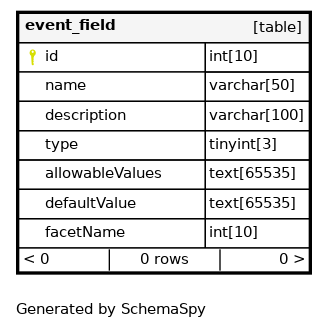 event_field [table]
id int[10]
name varchar[50]
description varchar[100]
type tinyint[3]
allowableValues text[65535]
defaultValue text[65535]
facetName int[10]
< 0 0 rows 0 >
Generated by SchemaSpy